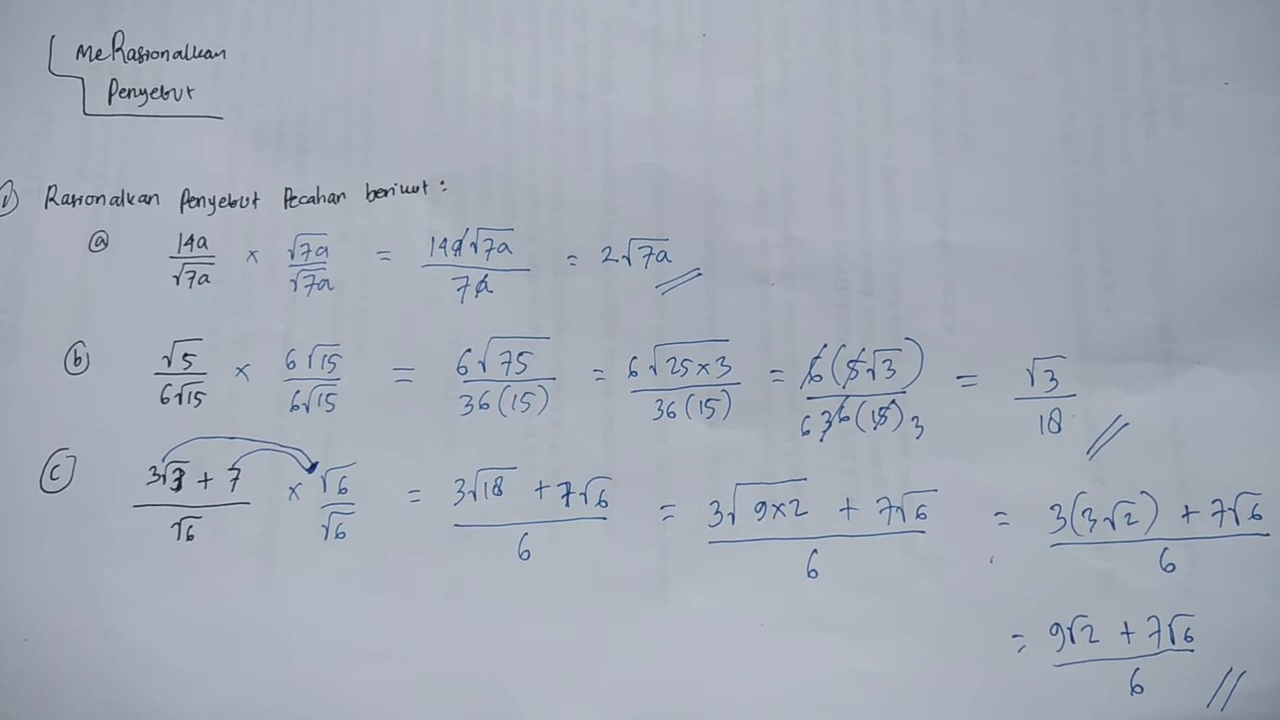 MeRasionalkan
Penyebut
1) Rasionalkan Penyebut Pecahan berikut :
(a) 14a/√7a × √7a/√7a = 14a√7a/7a = 2√7a //
(b) √5/6√15 × 6√15/6√15 = 6√75/36(15) = 6√25×3/36(15) = 6(5√3)/6 36(15) 3 = √3/18 //
(c) 3√3 + 7/√6 × √6/√6 = 3√18 + 7√6/6 = 3√9×2 + 7√6/6 = 3(3√2) + 7√6/6
= 9√2 + 7√6/6 //